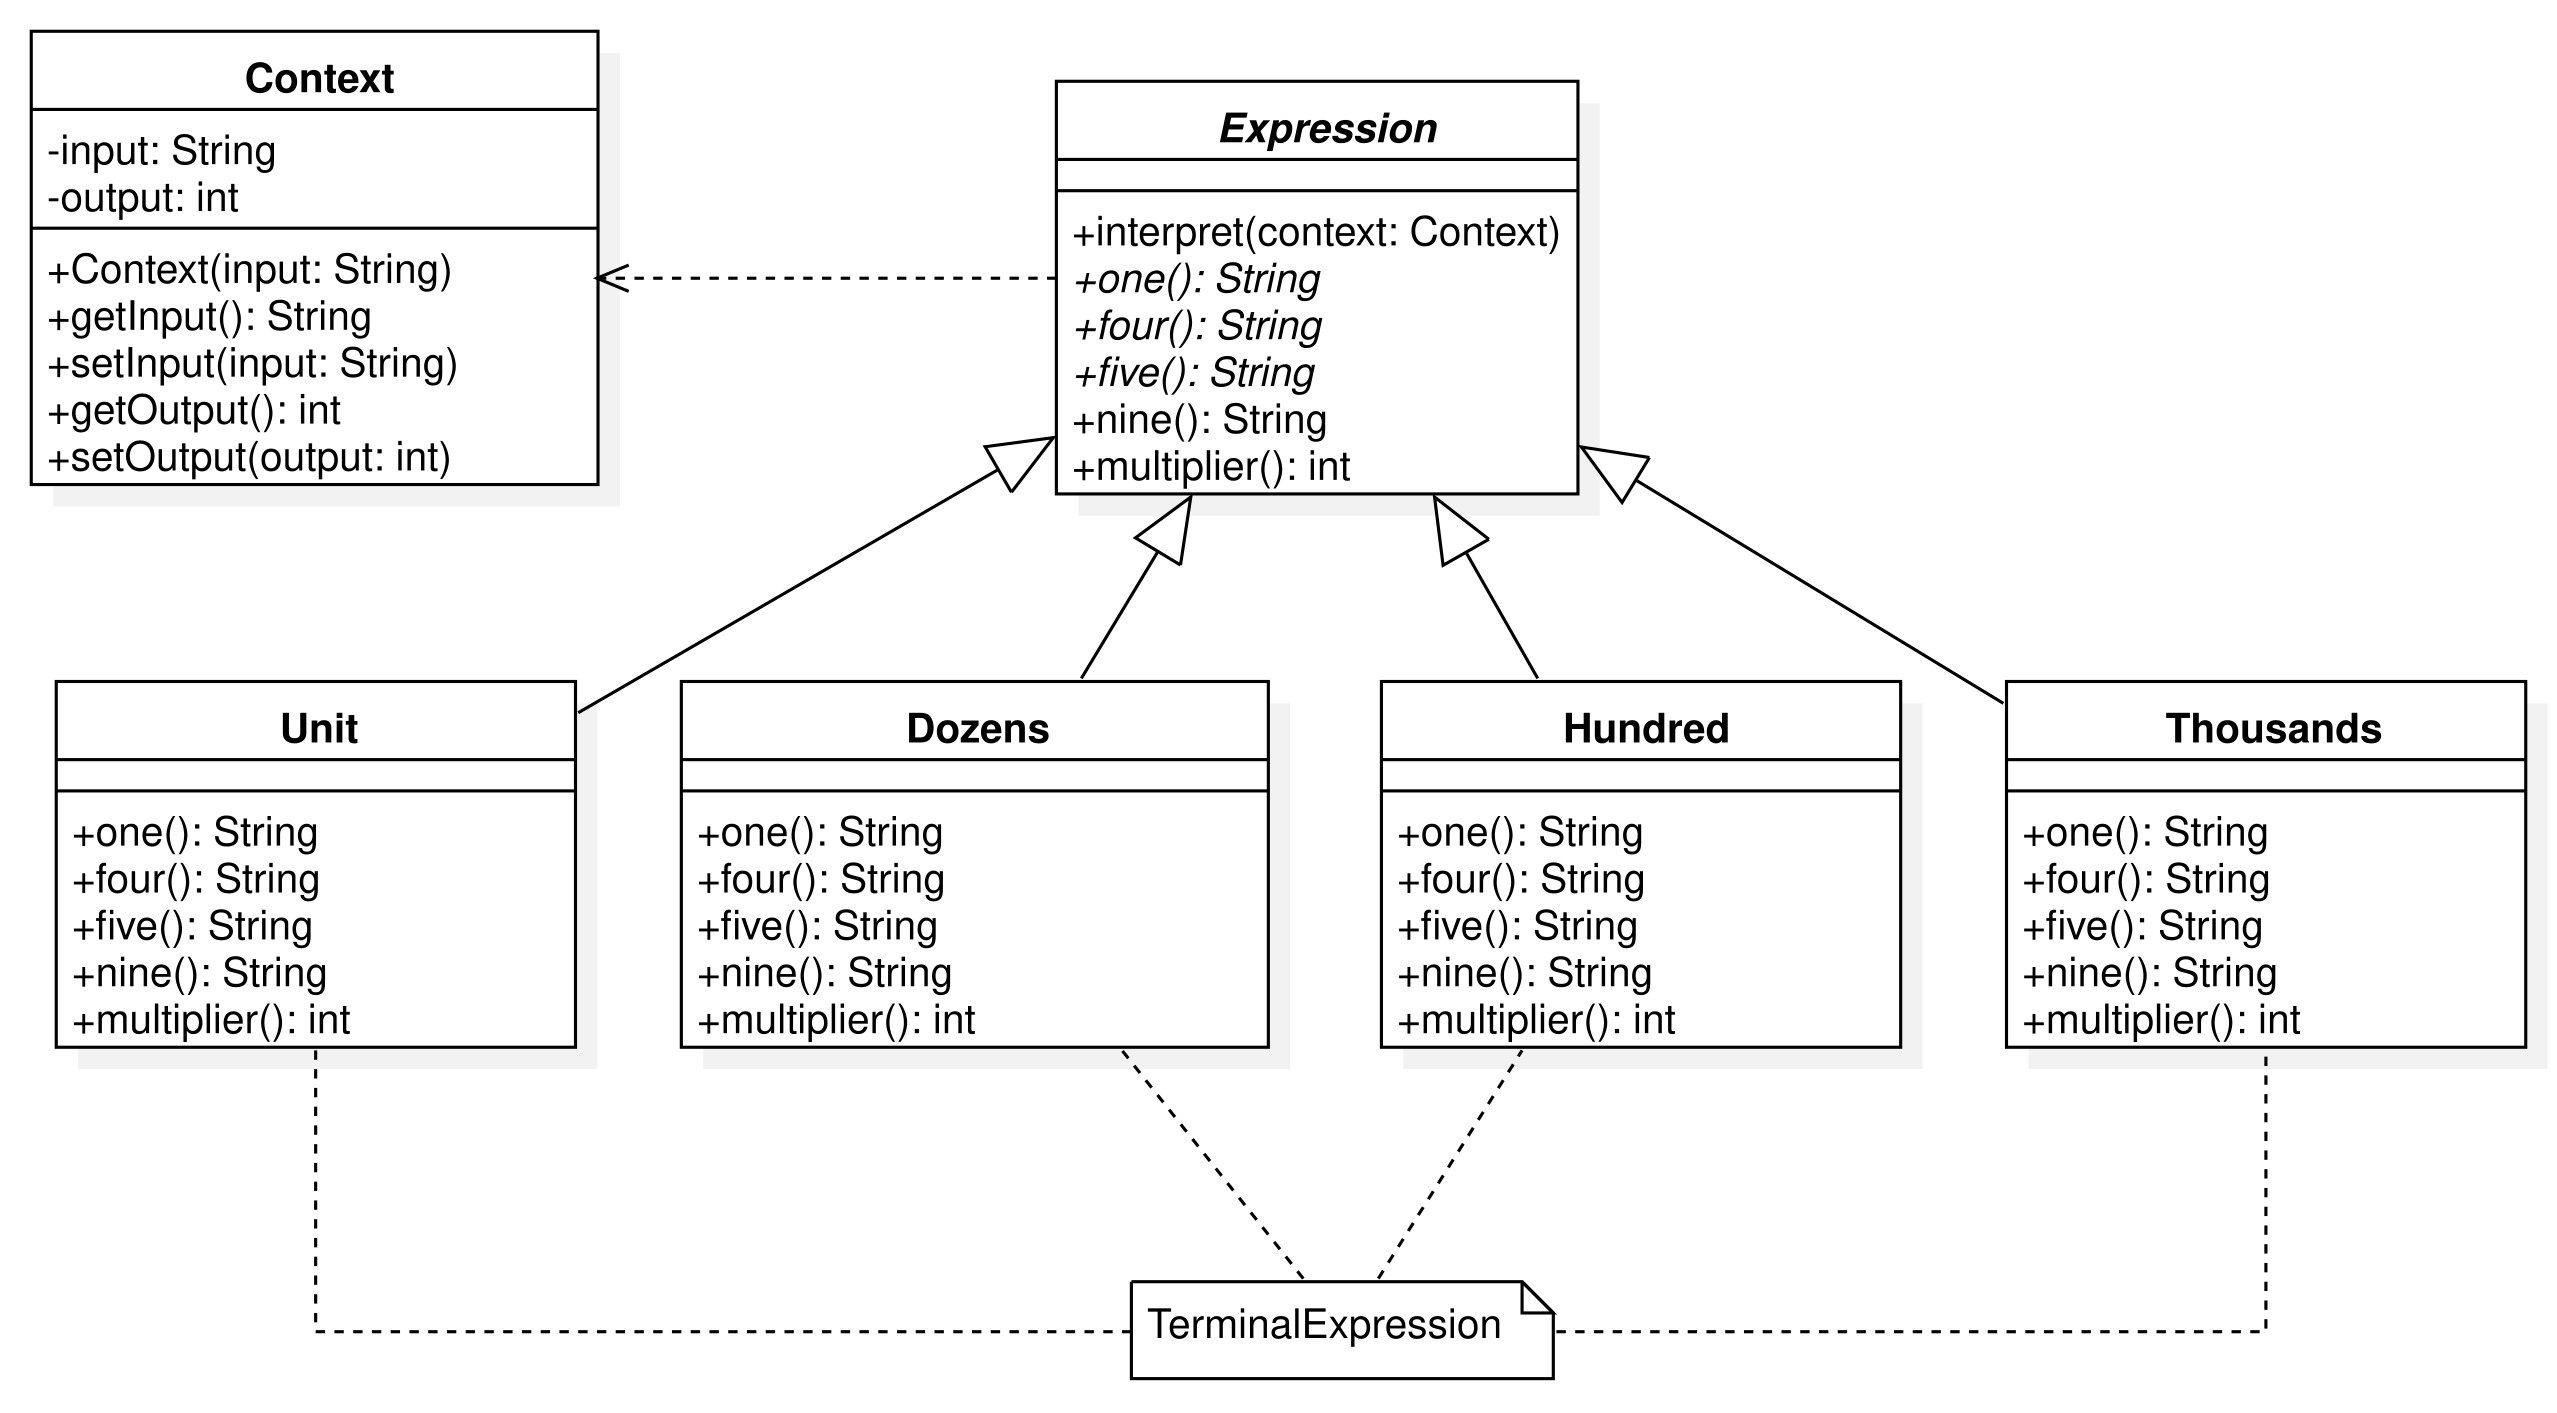 Context
-input: String
-output: int
+Context(input: String)
+getInput(): String
+setInput(input: String)
+getOutput(): int
+setOutput(output: int)
Expression
+interpret(context: Context)
+one(): String
+four(): String
+five(): String
+nine(): String
+multiplier(): int
Unit
+one(): String
+four(): String
+five(): String
+nine(): String
+multiplier(): int
Dozens
+one(): String
+four(): String
+five(): String
+nine(): String
+multiplier(): int
Hundred
+one(): String
+four(): String
+five(): String
+nine(): String
+multiplier(): int
Thousands
+one(): String
+four(): String
+five(): String
+nine(): String
+multiplier(): int
TerminalExpression